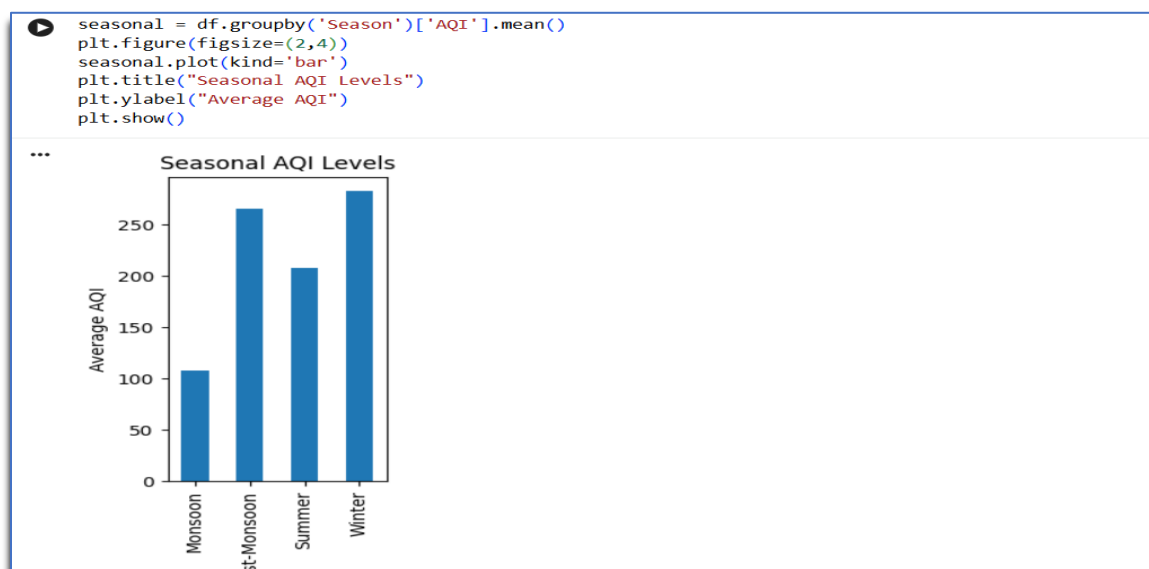 seasonal = df.groupby('Season')['AQI'].mean()
plt.figure(figsize=(2,4))
seasonal.plot(kind='bar')
plt.title("Seasonal AQI Levels")
plt.ylabel("Average AQI")
plt.show()
...
Seasonal AQI Levels
Average AQI
250
200
150
100
50
0
Monsoon
st-Monsoon
Summer
Winter